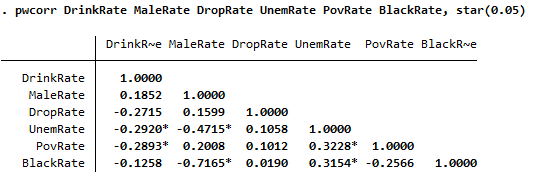 . pwcorr DrinkRate MaleRate DropRate UnemRate PovRate BlackRate, star(0.05)
DrinkR~e MaleRate DropRate UnemRate PovRate BlackR~e
DrinkRate 1.0000
MaleRate 0.1852 1.0000
DropRate -0.2715 0.1599 1.0000
UnemRate -0.2920* -0.4715* 0.1058 1.0000
PovRate -0.2893* 0.2008 0.1012 0.3228* 1.0000
BlackRate -0.1258 -0.7165* 0.0190 0.3154* -0.2566 1.0000